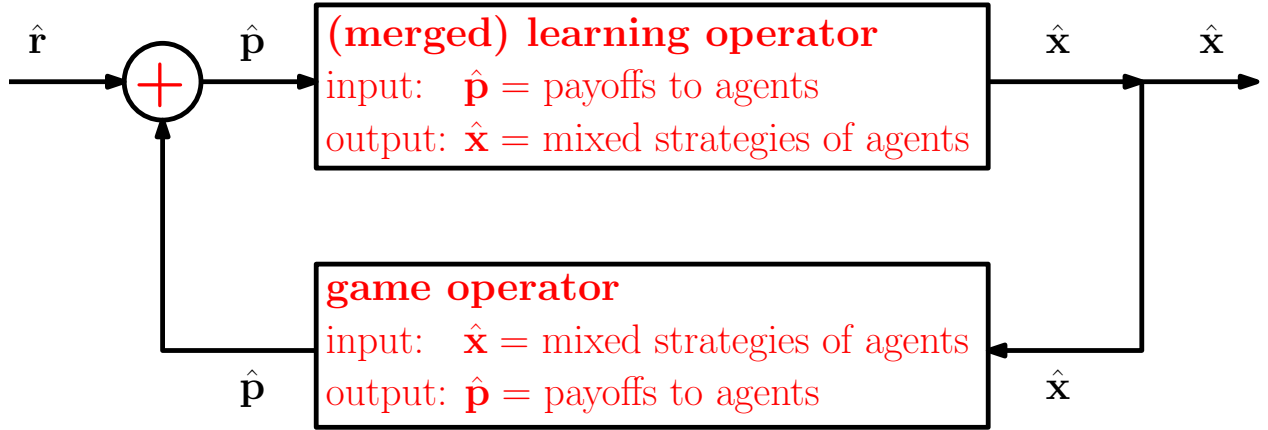 r̂ p̂ x̂ x̂
+
(merged) learning operator
input: p̂ = payoffs to agents
output: x̂ = mixed strategies of agents
game operator
input: x̂ = mixed strategies of agents
output: p̂ = payoffs to agents
p̂ x̂